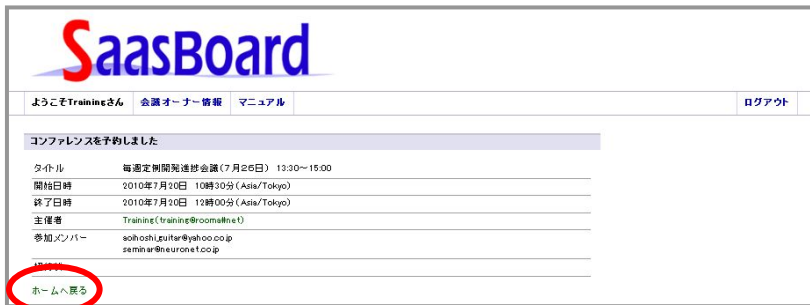 SaasBoard
ようこそTrainingさん 会議オーナー情報 マニュアル ログアウト
コンファレンスを予約しました
タイトル 毎週定例開発進捗会議(7月26日) 13:30～15:00
開始日時 2010年7月20日 10時30分(Asia/Tokyo)
終了日時 2010年7月20日 12時00分(Asia/Tokyo)
主催者 Training(training@roomattnet)
参加メンバー aoihoshi_guitar@yahoo.co.jp
seminar@neuronet.co.jp
ホームへ戻る